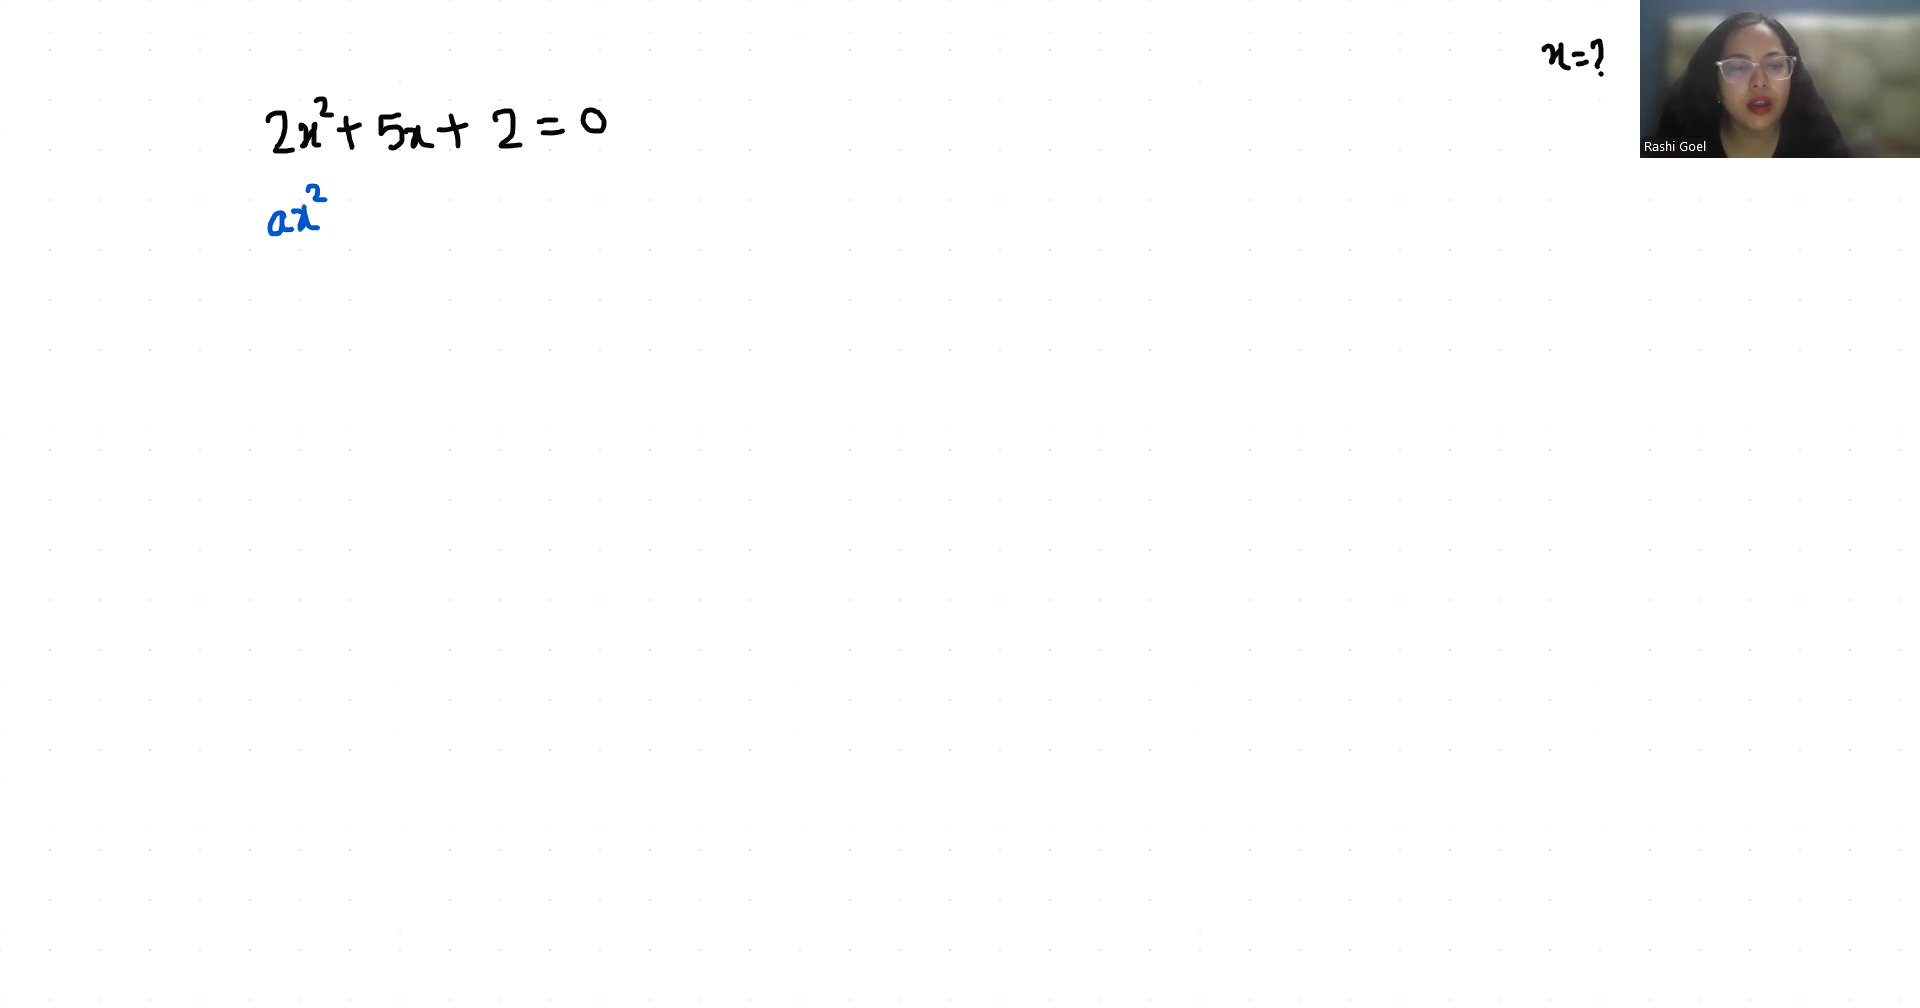 x=?
2x²+ 5x+ 2 = 0
ax²
Rashi Goel